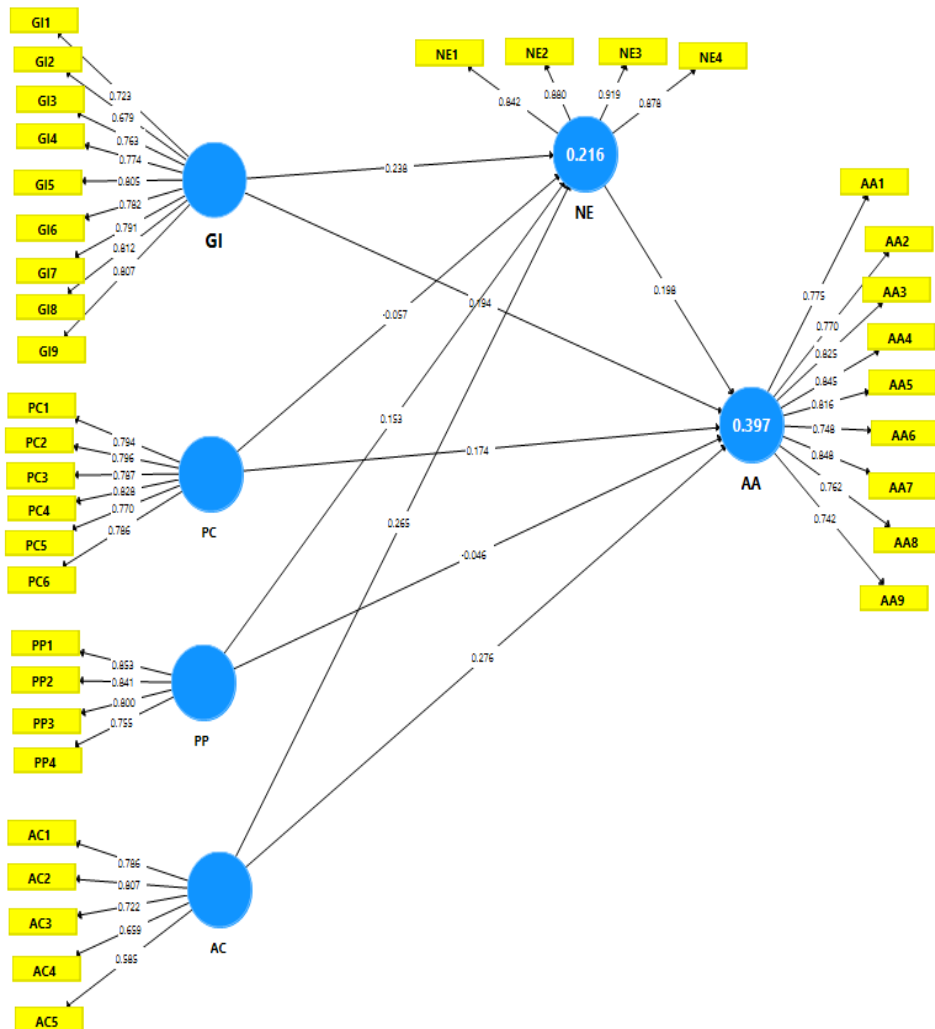 GI1
GI2
GI3
GI4
GI5
GI6
GI7
GI8
GI9
0.723
0.679
0.763
0.774
0.805
0.782
0.791
0.812
0.807
GI
NE1
NE2
NE3
NE4
0.842
0.880
0.919
0.878
0.216
NE
0.238
0.194
-0.057
0.198
0.153
0.174
0.265
-0.046
0.276
AA1
AA2
AA3
AA4
AA5
AA6
AA7
AA8
AA9
0.775
0.770
0.825
0.845
0.816
0.748
0.848
0.762
0.742
0.397
AA
PC1
PC2
PC3
PC4
PC5
PC6
0.794
0.796
0.787
0.828
0.770
0.786
PC
PP1
PP2
PP3
PP4
0.853
0.841
0.800
0.755
PP
AC1
AC2
AC3
AC4
AC5
0.786
0.807
0.722
0.659
0.585
AC